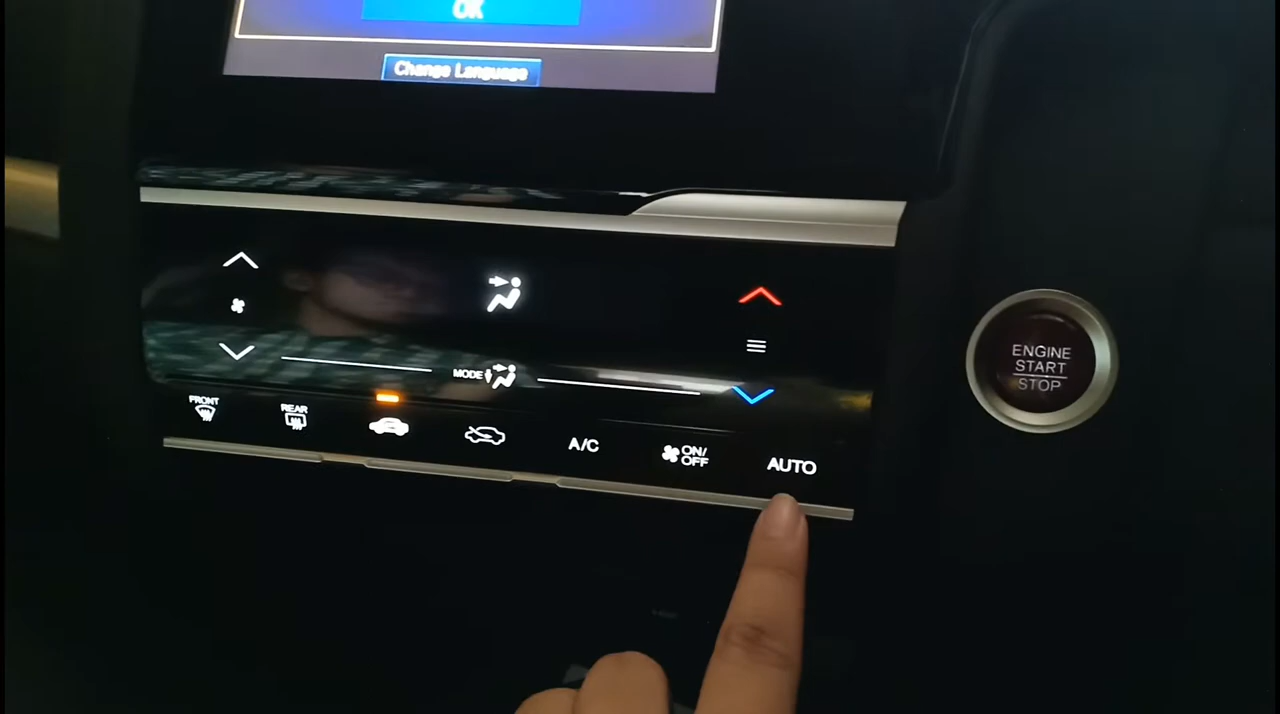 OK
Change Language
MODE
FRONT
REAR
A/C
ON/
OFF
AUTO
ENGINE
START
STOP